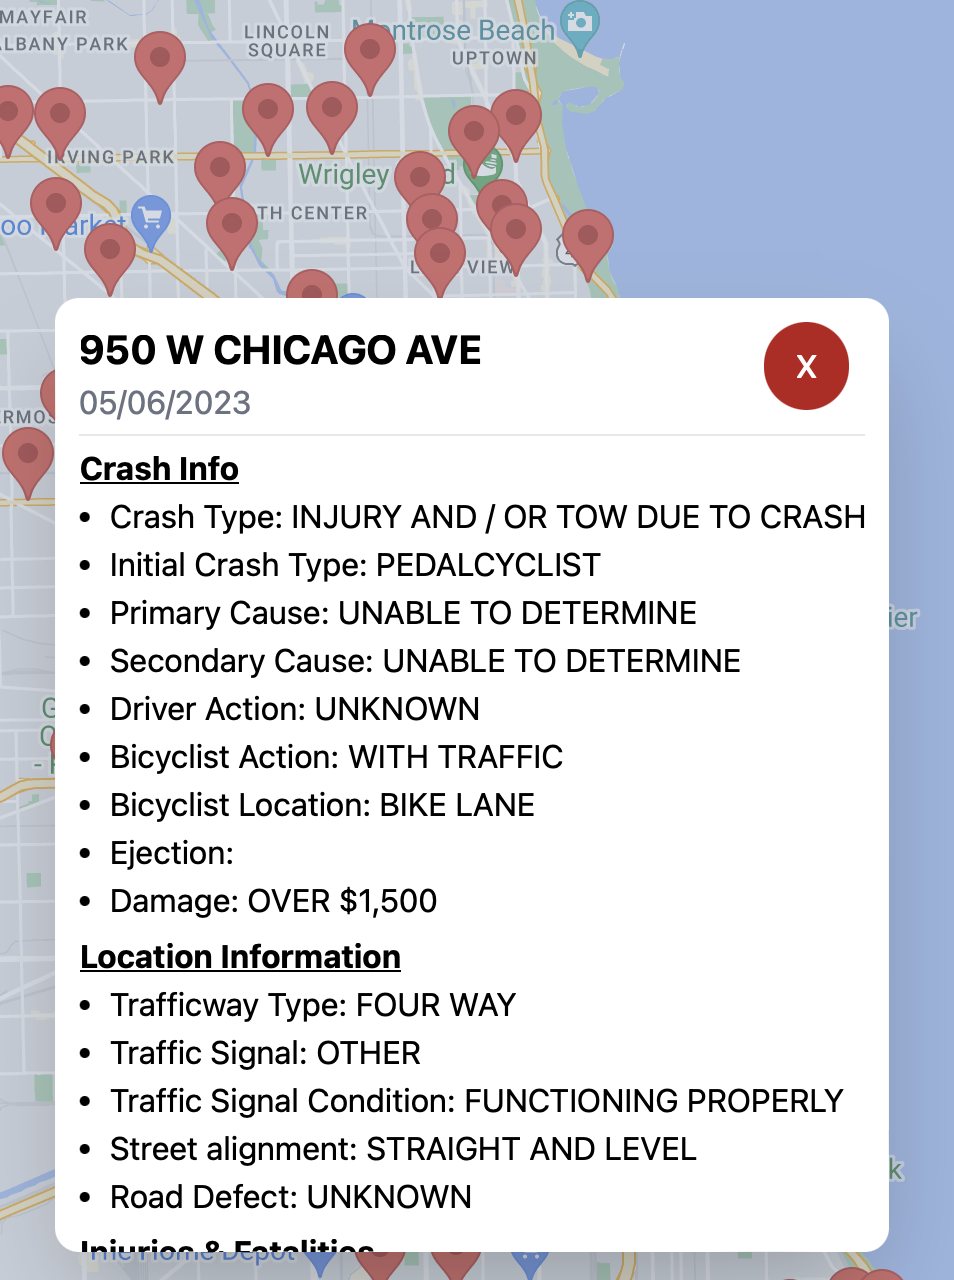 MAYFAIR
ALBANY PARK
LINCOLN
SQUARE
Montrose Beach
UPTOWN
IRVING PARK
Wrigley
TH CENTER
Market
VIEW
950 W CHICAGO AVE
X
05/06/2023
Crash Info
• Crash Type: INJURY AND / OR TOW DUE TO CRASH
• Initial Crash Type: PEDALCYCLIST
• Primary Cause: UNABLE TO DETERMINE
• Secondary Cause: UNABLE TO DETERMINE
• Driver Action: UNKNOWN
• Bicyclist Action: WITH TRAFFIC
• Bicyclist Location: BIKE LANE
• Ejection:
• Damage: OVER $1,500
Location Information
• Trafficway Type: FOUR WAY
• Traffic Signal: OTHER
• Traffic Signal Condition: FUNCTIONING PROPERLY
• Street alignment: STRAIGHT AND LEVEL
• Road Defect: UNKNOWN
Injuries & Fatalities
The Home Depot